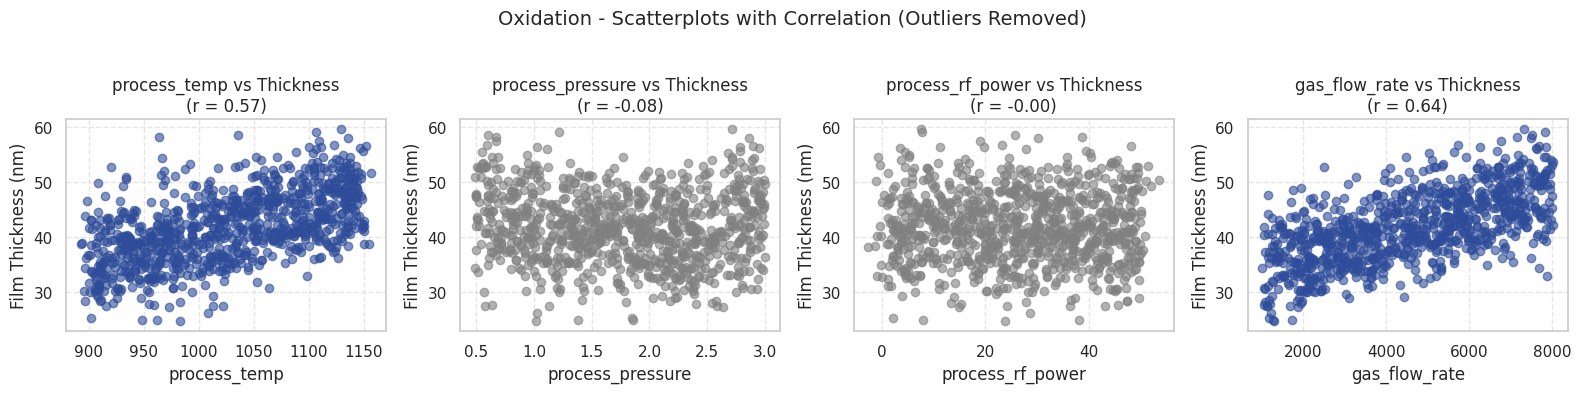 Oxidation - Scatterplots with Correlation (Outliers Removed)
process_temp vs Thickness
(r = 0.57)
60
50
40
30
Film Thickness (nm)
900 950 1000 1050 1100 1150
process_temp
process_pressure vs Thickness
(r = -0.08)
60
50
40
30
Film Thickness (nm)
0.5 1.0 1.5 2.0 2.5 3.0
process_pressure
process_rf_power vs Thickness
(r = -0.00)
60
50
40
30
Film Thickness (nm)
0 20 40
process_rf_power
gas_flow_rate vs Thickness
(r = 0.64)
60
50
40
30
Film Thickness (nm)
2000 4000 6000 8000
gas_flow_rate